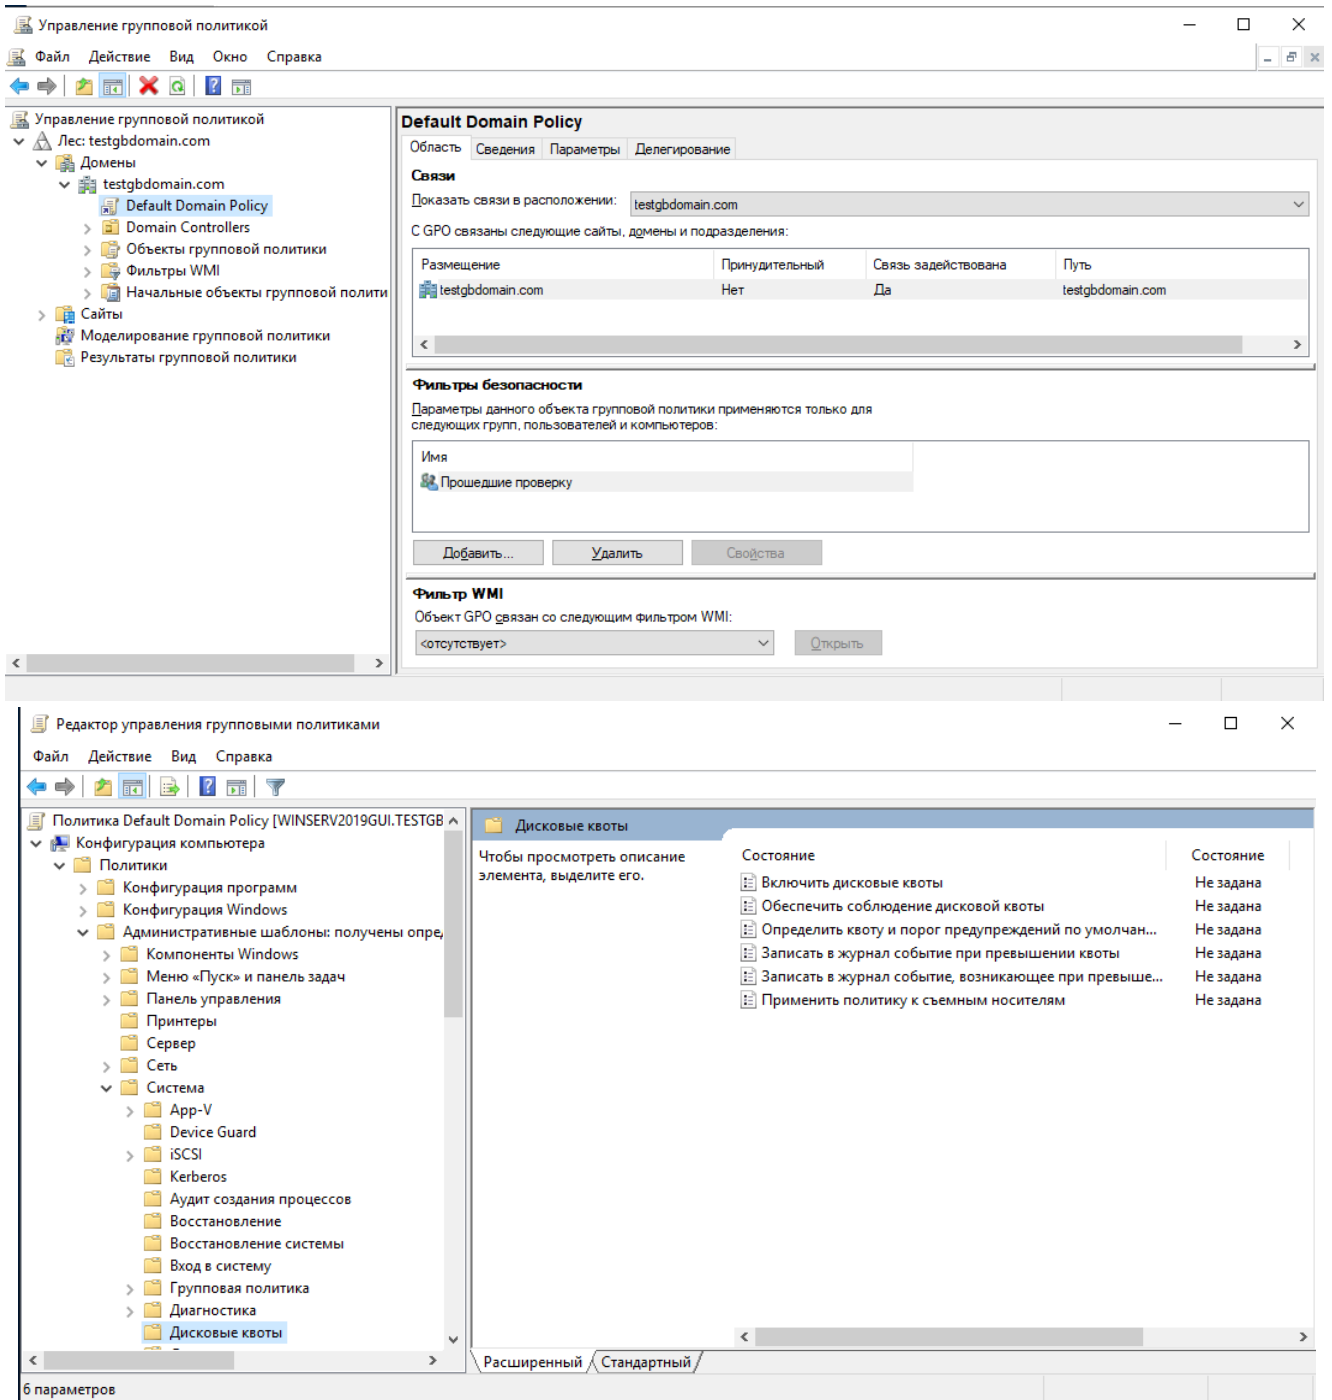 Управление групповой политикой
Файл Действие Вид Окно Справка
Управление групповой политикой
Лес: testgbdomain.com
Домены
testgbdomain.com
Default Domain Policy
Domain Controllers
Объекты групповой политики
Фильтры WMI
Начальные объекты групповой полити
Сайты
Моделирование групповой политики
Результаты групповой политики
Default Domain Policy
Область Сведения Параметры Делегирование
Связи
Показать связи в расположении: testgbdomain.com
С GPO связаны следующие сайты, домены и подразделения:
Размещение Принудительный Связь задействована Путь
testgbdomain.com Нет Да testgbdomain.com
Фильтры безопасности
Параметры данного объекта групповой политики применяются только для
следующих групп, пользователей и компьютеров:
Имя
Прошедшие проверку
Добавить... Удалить Свойства
Фильтр WMI
Объект GPO связан со следующим фильтром WMI:
<отсутствует> Открыть
Редактор управления групповыми политиками
Файл Действие Вид Справка
Политика Default Domain Policy [WINSERV2019GUI.TESTGB
Конфигурация компьютера
Политики
Конфигурация программ
Конфигурация Windows
Административные шаблоны: получены опре
Компоненты Windows
Меню «Пуск» и панель задач
Панель управления
Принтеры
Сервер
Сеть
Система
App-V
Device Guard
iSCSI
Kerberos
Аудит создания процессов
Восстановление
Восстановление системы
Вход в систему
Групповая политика
Диагностика
Дисковые квоты
Дисковые квоты
Чтобы просмотреть описание
элемента, выделите его.
Состояние Состояние
Включить дисковые квоты Не задана
Обеспечить соблюдение дисковой квоты Не задана
Определить квоту и порог предупреждений по умолчан... Не задана
Записать в журнал событие при превышении квоты Не задана
Записать в журнал событие, возникающее при превыше... Не задана
Применить политику к съемным носителям Не задана
Расширенный Стандартный
6 параметров